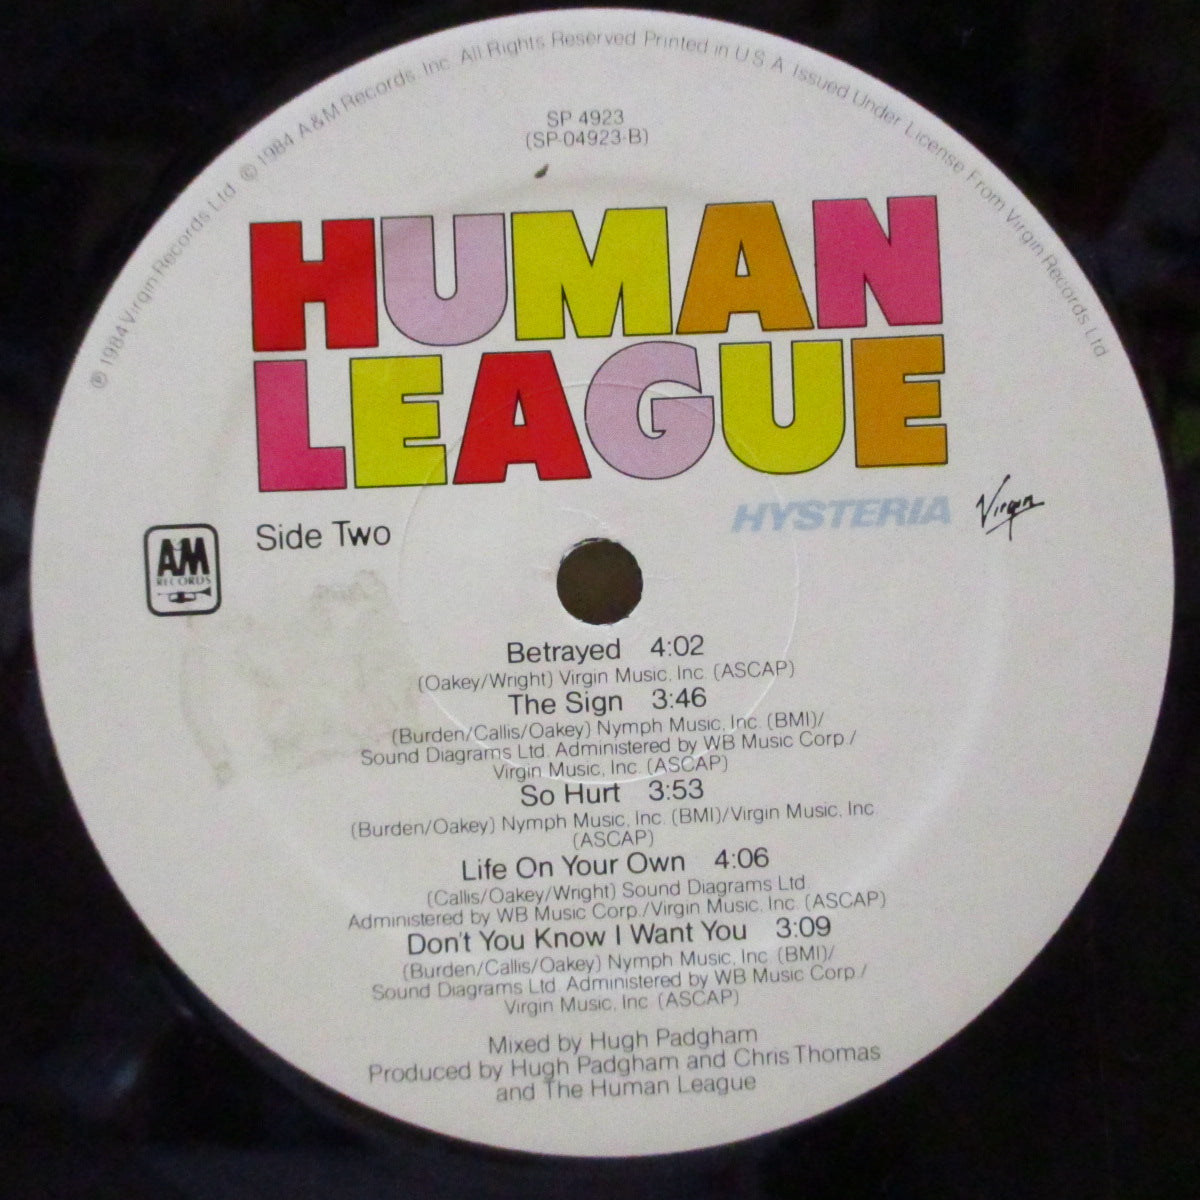 ℗ 1984 Virgin Records Ltd. © 1984 A&M Records, Inc. All Rights Reserved Printed in U S A Issued Under License From Virgin Records Ltd
SP 4923
(SP-04923-B)
HUMAN
LEAGUE
HYSTERIA
Virgin
Side Two
A&M
RECORDS
Betrayed 4:02
(Oakey/Wright) Virgin Music, Inc. (ASCAP)
The Sign 3:46
(Burden/Callis/Oakey) Nymph Music, Inc. (BMI)/
Sound Diagrams Ltd. Administered by WB Music Corp./
Virgin Music, Inc. (ASCAP)
So Hurt 3:53
(Burden/Oakey) Nymph Music, Inc. (BMI)/Virgin Music, Inc
(ASCAP)
Life On Your Own 4:06
(Callis/Oakey/Wright) Sound Diagrams Ltd.
Administered by WB Music Corp./Virgin Music, Inc. (ASCAP)
Don't You Know I Want You 3:09
(Burden/Callis/Oakey) Nymph Music, Inc. (BMI)/
Sound Diagrams Ltd. Administered by WB Music Corp./
Virgin Music, Inc (ASCAP)
Mixed by Hugh Padgham
Produced by Hugh Padgham and Chris Thomas
and The Human League